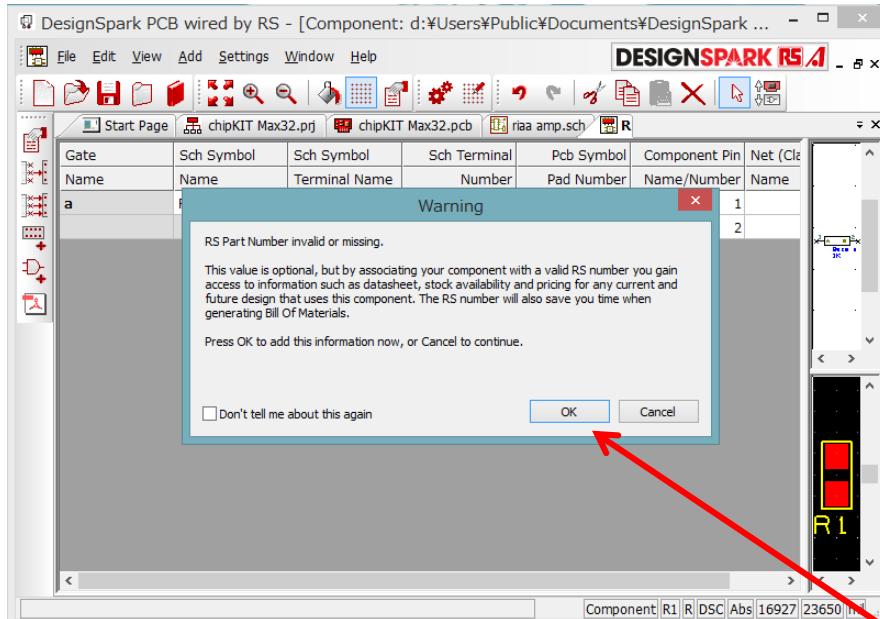 DesignSpark PCB wired by RS - [Component: d:¥Users¥Public¥Documents¥DesignSpark ...
File Edit View Add Settings Window Help
DESIGNSPARK RS
Start Page chipKIT Max32.prj chipKIT Max32.pcb riaa amp.sch R
Gate Sch Symbol Sch Symbol Sch Terminal Pcb Symbol Component Pin Net (Cla
Name Name Terminal Name Number Pad Number Name/Number Name
a 1
2
Warning
RS Part Number invalid or missing.
This value is optional, but by associating your component with a valid RS number you gain
access to information such as datasheet, stock availability and pricing for any current and
future design that uses this component. The RS number will also save you time when
generating Bill Of Materials.
Press OK to add this information now, or Cancel to continue.
Don't tell me about this again
OK Cancel
R1
Component R1 R DSC Abs 16927 23650